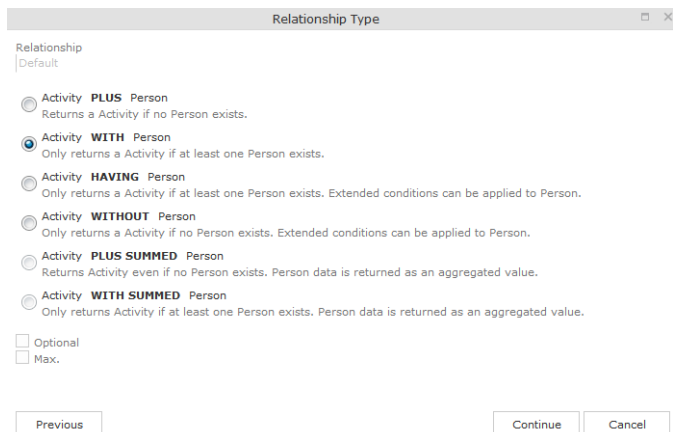 Relationship Type
Relationship
Default
Activity PLUS Person
Returns a Activity if no Person exists.
Activity WITH Person
Only returns a Activity if at least one Person exists.
Activity HAVING Person
Only returns a Activity if at least one Person exists. Extended conditions can be applied to Person.
Activity WITHOUT Person
Only returns a Activity if no Person exists. Extended conditions can be applied to Person.
Activity PLUS SUMMED Person
Returns Activity even if no Person exists. Person data is returned as an aggregated value.
Activity WITH SUMMED Person
Only returns Activity if at least one Person exists. Person data is returned as an aggregated value.
Optional
Max.
Previous Continue Cancel